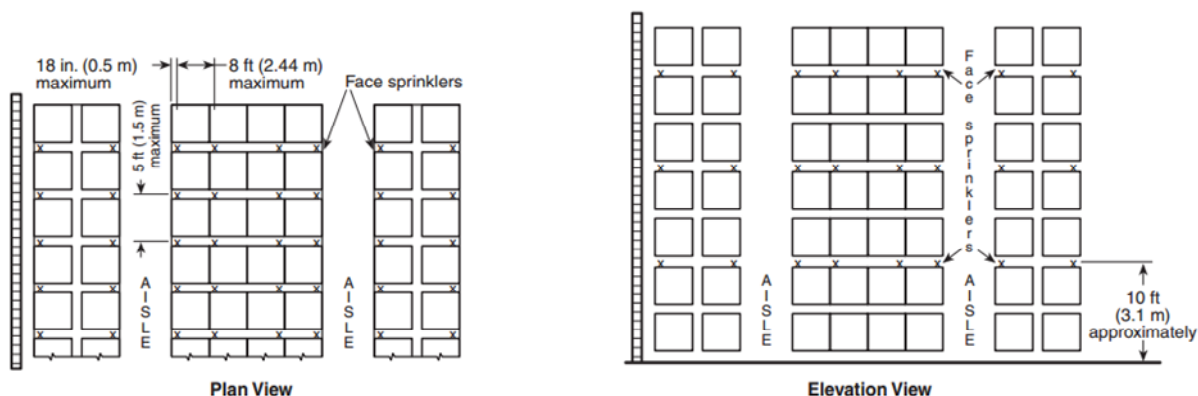 18 in. (0.5 m)
maximum
8 ft (2.44 m)
maximum
Face sprinklers
5 ft (1.5 m)
maximum
x x x x x x x x
x x x x x x x x
x x x x x x x x
x x x x x x x x
x x x x x x x x
AISLE
AISLE
Plan View
Face sprinklers
x x x x x x x x
x x x x x x x x
x x x x x x x x
AISLE
AISLE
10 ft
(3.1 m)
approximately
Elevation View